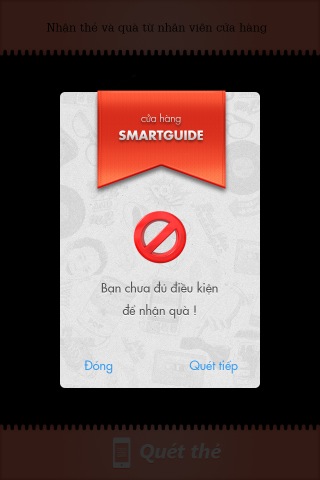 Nhận thẻ và quà từ nhân viên cửa hàng
cửa hàng
SMARTGUIDE
Bạn chưa đủ điều kiện
để nhận quà !
Đóng
Quét tiếp
Quét thẻ